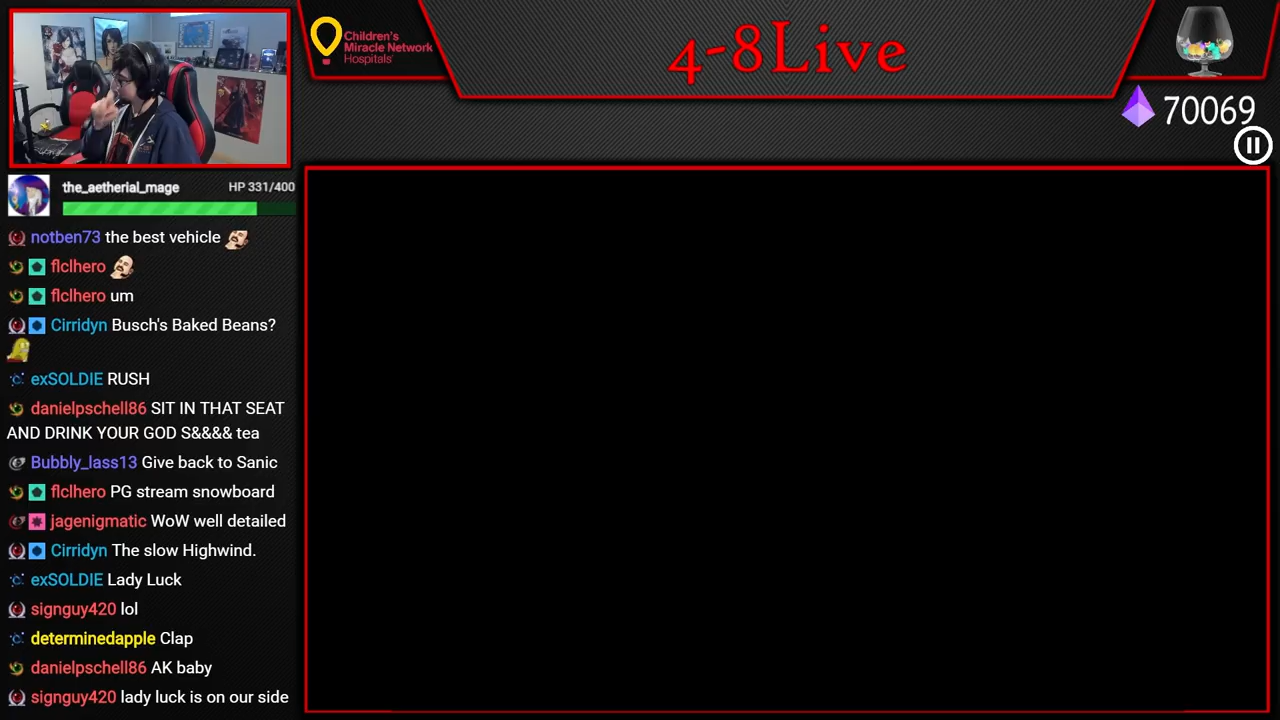 Children's
Miracle Network
Hospitals
4-8Live
70069
the_aetherial_mage HP 331/400
notben73 the best vehicle
flclhero
flclhero um
Cirridyn Busch's Baked Beans?
exSOLDIE RUSH
danielpschell86 SIT IN THAT SEAT
AND DRINK YOUR GOD S&&&& tea
Bubbly_lass13 Give back to Sanic
flclhero PG stream snowboard
jagenigmatic WoW well detailed
Cirridyn The slow Highwind.
exSOLDIE Lady Luck
signguy420 lol
determinedapple Clap
danielpschell86 AK baby
signguy420 lady luck is on our side